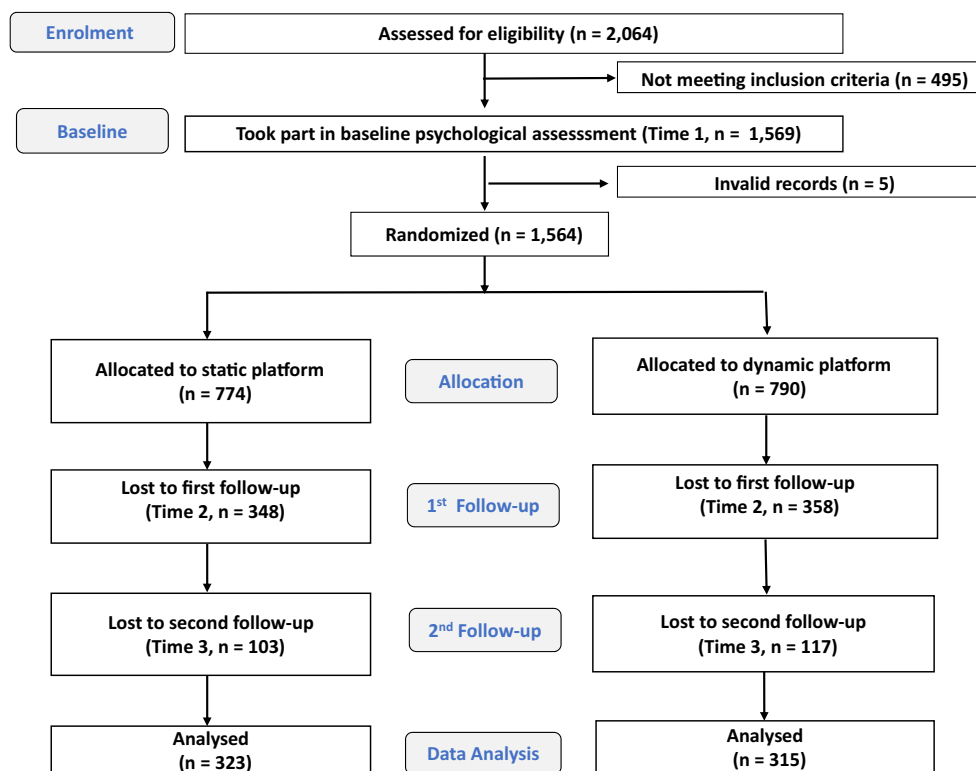 Enrolment
Assessed for eligibility (n = 2,064)
Not meeting inclusion criteria (n = 495)
Baseline
Took part in baseline psychological assesssment (Time 1, n = 1,569)
Invalid records (n = 5)
Randomized (n = 1,564)
Allocated to static platform
(n = 774)
Allocation
Allocated to dynamic platform
(n = 790)
Lost to first follow-up
(Time 2, n = 348)
1st Follow-up
Lost to first follow-up
(Time 2, n = 358)
Lost to second follow-up
(Time 3, n = 103)
2nd Follow-up
Lost to second follow-up
(Time 3, n = 117)
Analysed
(n = 323)
Data Analysis
Analysed
(n = 315)